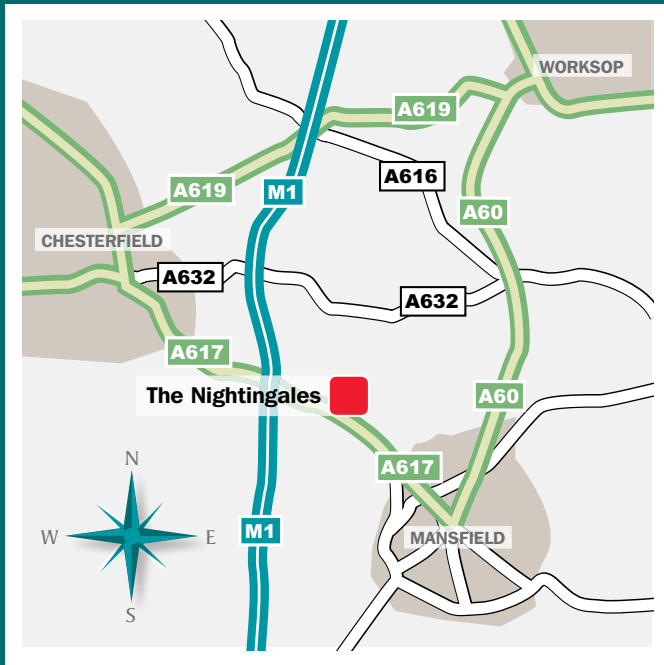 WORKSOP
A619
A616
A619
M1
A60
CHESTERFIELD
A632
A632
A617
The Nightingales
A60
A617
N
W
E
S
M1
MANSFIELD